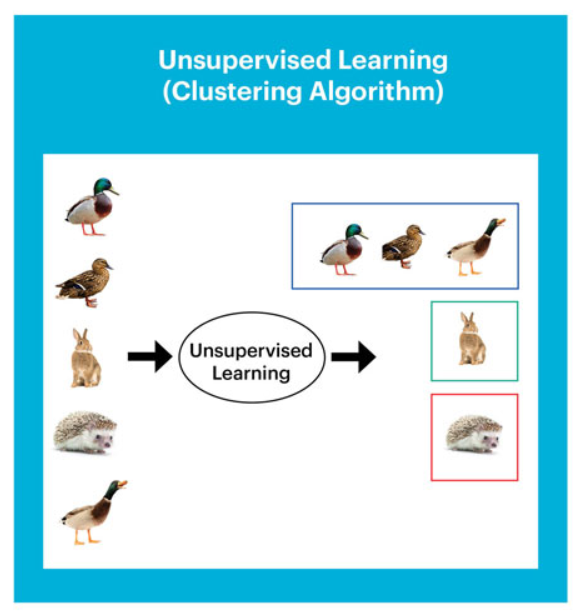 Unsupervised Learning
(Clustering Algorithm)
Unsupervised
Learning